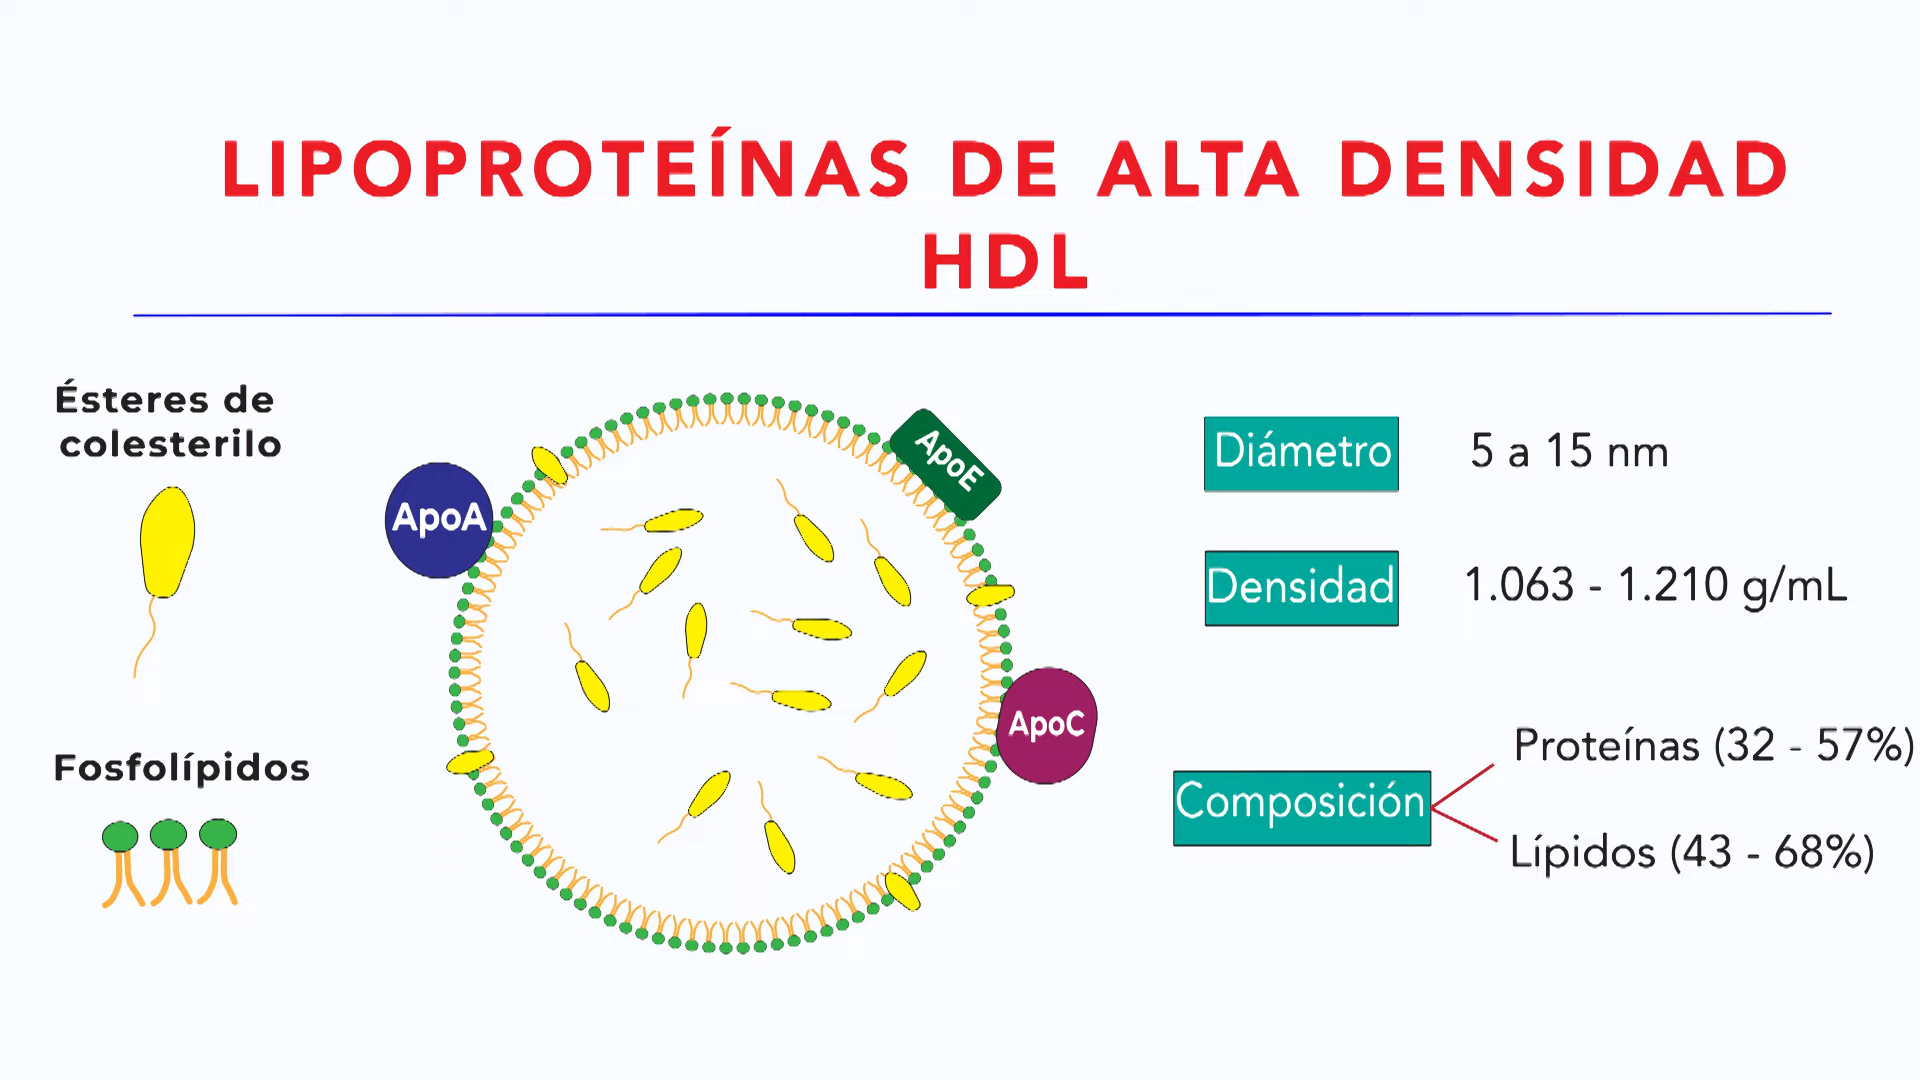 LIPOPROTEÍNAS DE ALTA DENSIDAD
HDL
Ésteres de
colesterilo
Fosfolípidos
ApoA
ApoE
ApoC
Diámetro
5 a 15 nm
Densidad
1.063 - 1.210 g/mL
Composición
Proteínas (32 - 57%)
Lípidos (43 - 68%)